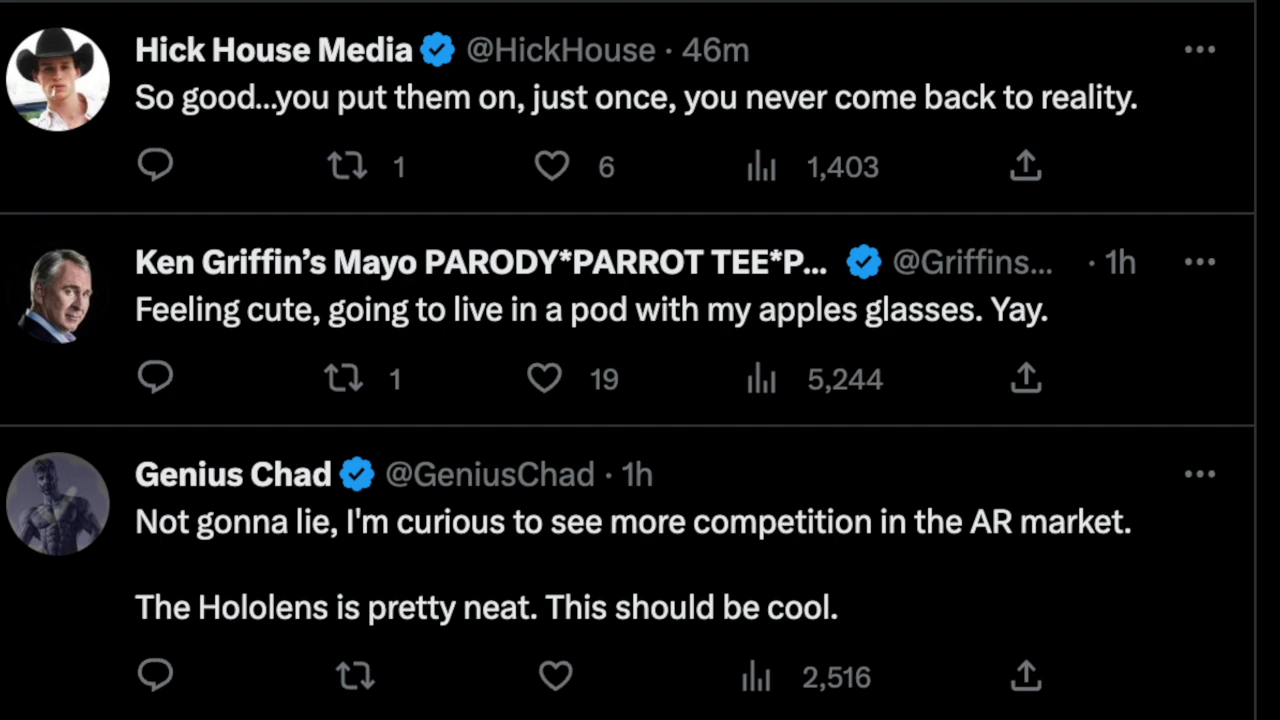 Hick House Media @HickHouse · 46m
So good...you put them on, just once, you never come back to reality.
1 6 1,403
Ken Griffin’s Mayo PARODY*PARROT TEE*P... @Griffins... · 1h
Feeling cute, going to live in a pod with my apples glasses. Yay.
1 19 5,244
Genius Chad @GeniusChad · 1h
Not gonna lie, I'm curious to see more competition in the AR market.
The Hololens is pretty neat. This should be cool.
2,516